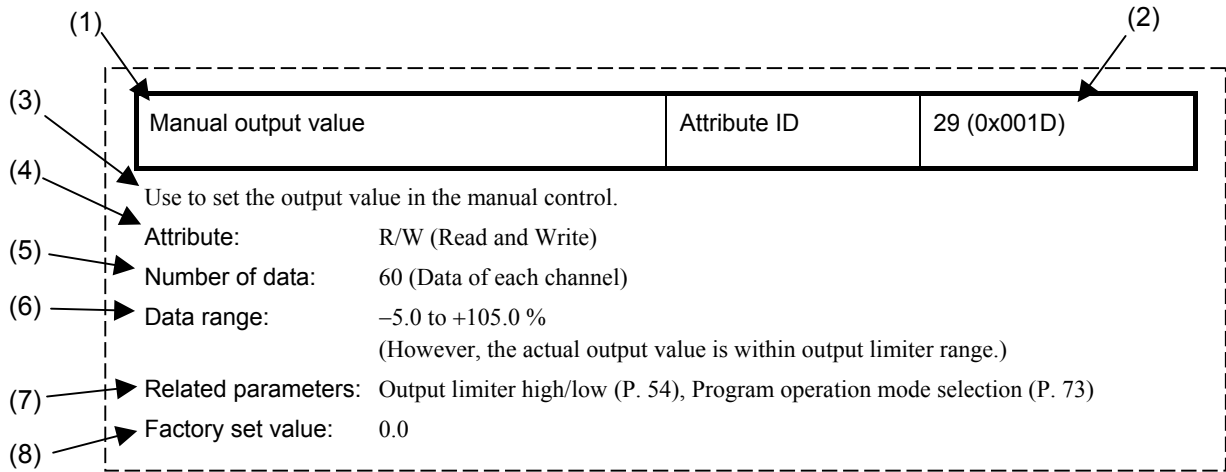 (1)
(2)
(3)
Manual output value Attribute ID 29 (0x001D)
(4)
Use to set the output value in the manual control.
Attribute: R/W (Read and Write)
(5)
Number of data: 60 (Data of each channel)
(6)
Data range: −5.0 to +105.0 %
(However, the actual output value is within output limiter range.)
(7)
Related parameters: Output limiter high/low (P. 54), Program operation mode selection (P. 73)
Factory set value: 0.0
(8)